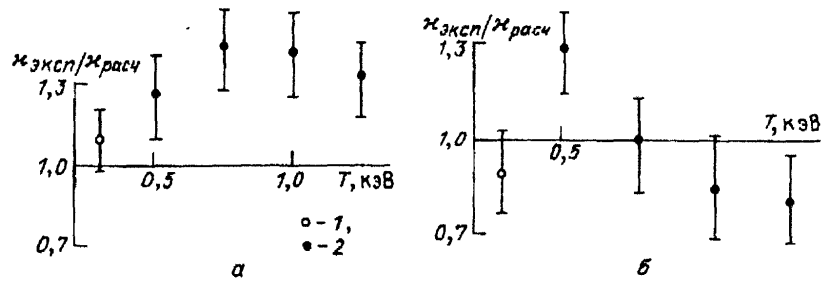 ϰэксп/ϰрасч
1,3
1,0
0,7
0,5
1,0
T, кэВ
○ – 1,
● – 2
а
ϰэксп/ϰрасч
1,3
1,0
0,7
0,5
T, кэВ
б